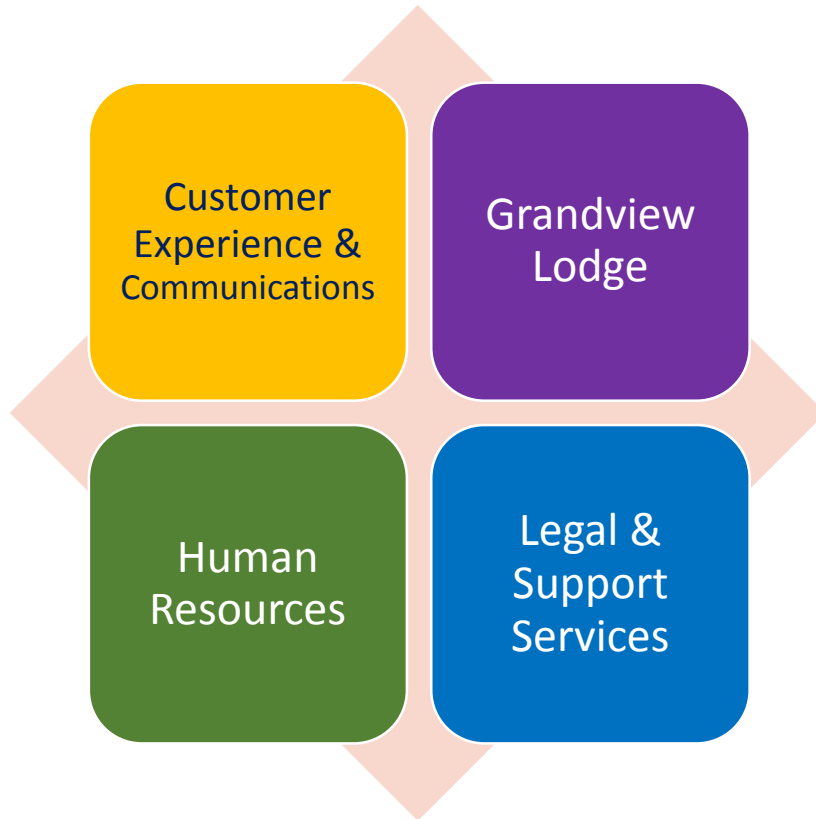 Customer
Experience &
Communications
Grandview
Lodge
Human
Resources
Legal &
Support
Services